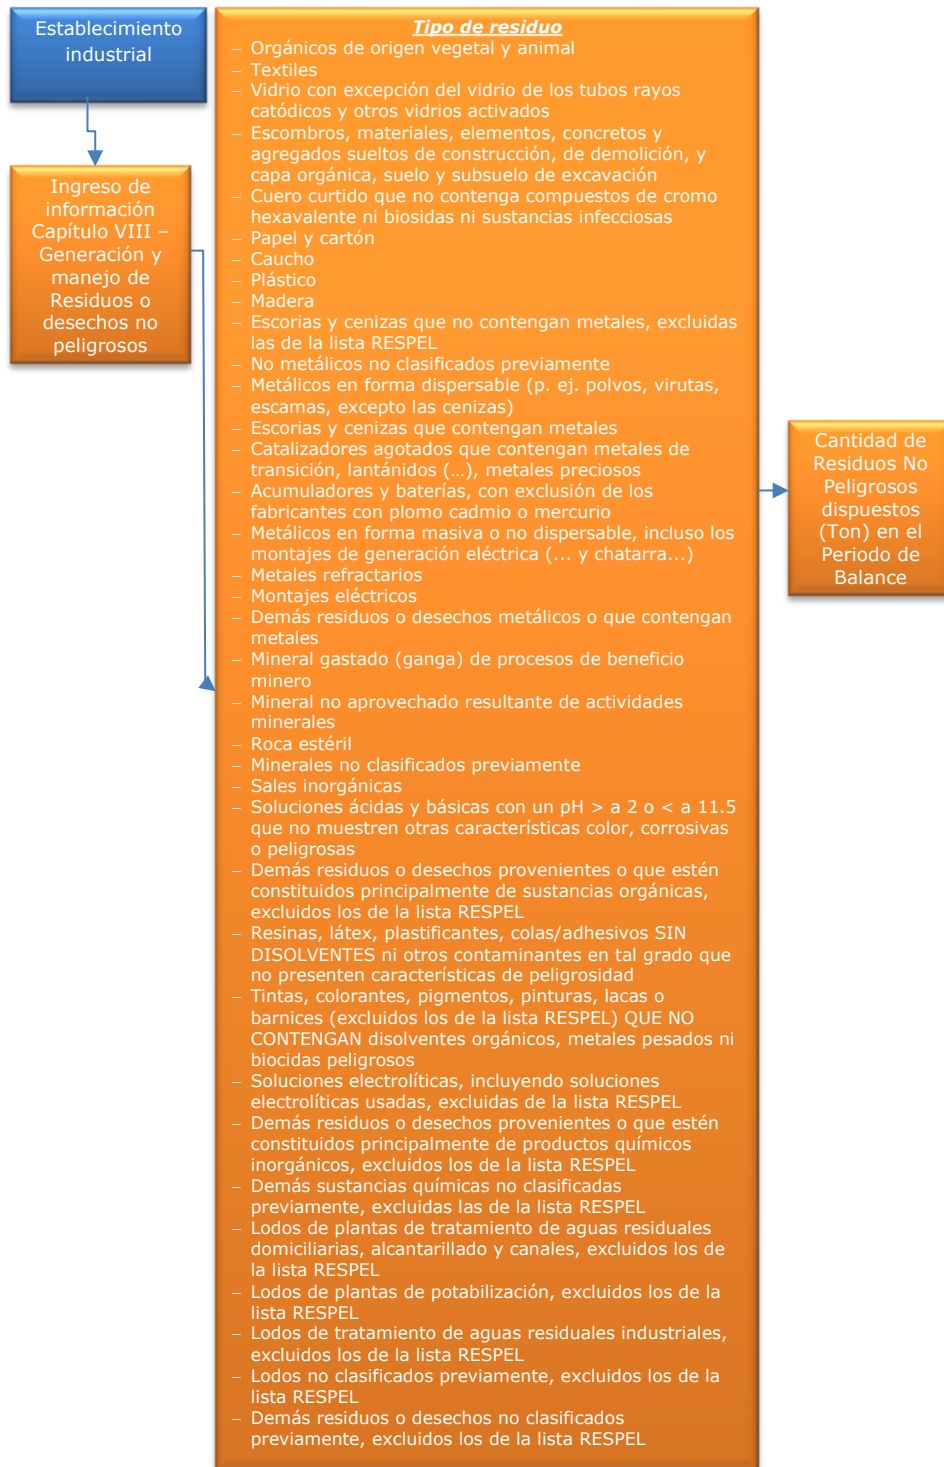 Establecimiento
industrial
Ingreso de
información
Capítulo VIII –
Generación y
manejo de
Residuos o
desechos no
peligrosos
Tipo de residuo
– Orgánicos de origen vegetal y animal
– Textiles
– Vidrio con excepción del vidrio de los tubos rayos
catódicos y otros vidrios activados
– Escombros, materiales, elementos, concretos y
agregados sueltos de construcción, de demolición, y
capa orgánica, suelo y subsuelo de excavación
– Cuero curtido que no contenga compuestos de cromo
hexavalente ni biosidas ni sustancias infecciosas
– Papel y cartón
– Caucho
– Plástico
– Madera
– Escorias y cenizas que no contengan metales, excluidas
las de la lista RESPEL
– No metálicos no clasificados previamente
– Metálicos en forma dispersable (p. ej. polvos, virutas,
escamas, excepto las cenizas)
– Escorias y cenizas que contengan metales
– Catalizadores agotados que contengan metales de
transición, lantánidos (…), metales preciosos
– Acumuladores y baterías, con exclusión de los
fabricantes con plomo cadmio o mercurio
– Metálicos en forma masiva o no dispersable, incluso los
montajes de generación eléctrica (... y chatarra...)
– Metales refractarios
– Montajes eléctricos
– Demás residuos o desechos metálicos o que contengan
metales
– Mineral gastado (ganga) de procesos de beneficio
minero
– Mineral no aprovechado resultante de actividades
minerales
– Roca estéril
– Minerales no clasificados previamente
– Sales inorgánicas
– Soluciones ácidas y básicas con un pH > a 2 o < a 11.5
que no muestren otras características color, corrosivas
o peligrosas
– Demás residuos o desechos provenientes o que estén
constituidos principalmente de sustancias orgánicas,
excluidos los de la lista RESPEL
– Resinas, látex, plastificantes, colas/adhesivos SIN
DISOLVENTES ni otros contaminantes en tal grado que
no presenten características de peligrosidad
– Tintas, colorantes, pigmentos, pinturas, lacas o
barnices (excluidos los de la lista RESPEL) QUE NO
CONTENGAN disolventes orgánicos, metales pesados ni
biocidas peligrosos
– Soluciones electrolíticas, incluyendo soluciones
electrolíticas usadas, excluidas de la lista RESPEL
– Demás residuos o desechos provenientes o que estén
constituidos principalmente de productos químicos
inorgánicos, excluidos los de la lista RESPEL
– Demás sustancias químicas no clasificadas
previamente, excluidas las de la lista RESPEL
– Lodos de plantas de tratamiento de aguas residuales
domiciliarias, alcantarillado y canales, excluidos los de
la lista RESPEL
– Lodos de plantas de potabilización, excluidos los de la
lista RESPEL
– Lodos de tratamiento de aguas residuales industriales,
excluidos los de la lista RESPEL
– Lodos no clasificados previamente, excluidos los de la
lista RESPEL
– Demás residuos o desechos no clasificados
previamente, excluidos los de la lista RESPEL
Cantidad de
Residuos No
Peligrosos
dispuestos
(Ton) en el
Periodo de
Balance